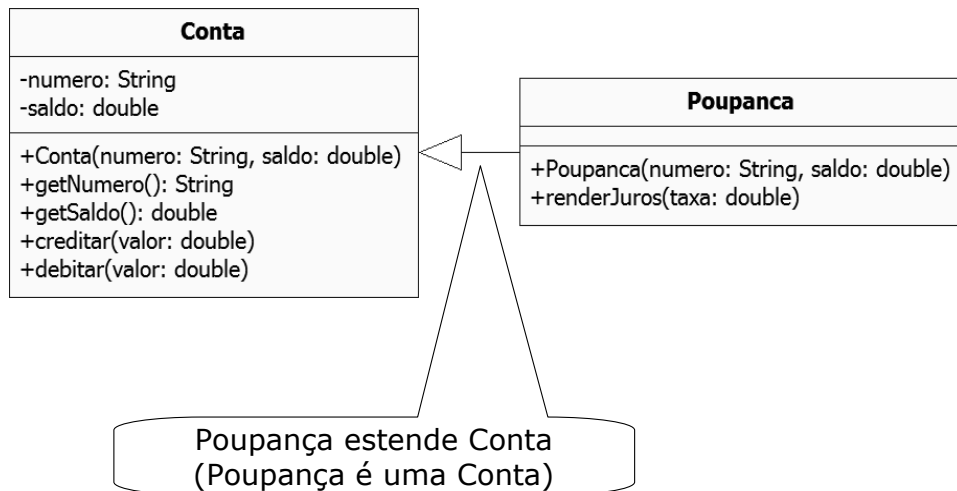 Conta
-numero: String
-saldo: double
+Conta(numero: String, saldo: double)
+getNumero(): String
+getSaldo(): double
+creditar(valor: double)
+debitar(valor: double)
Poupanca
+Poupanca(numero: String, saldo: double)
+renderJuros(taxa: double)
Poupança estende Conta
(Poupança é uma Conta)